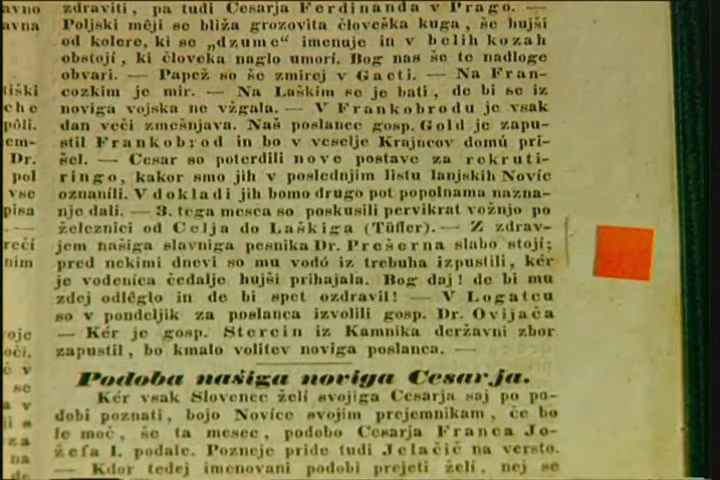 zdraviti, pa tudi Cesarja Ferdinanda v Prago. —
Poljski mêji se bliža grozovita človeška kuga, še hujši
od kolere, ki se „dzume“ imenuje in v belih kozah
obstoji, ki človeka naglo umori. Bog nas še te nadloge
obvari. — Papež so še zmirej v Gaeti. — Na Fran-
cozkim je mir. — Na Laškim se je bati, de bi se iz
noviga vojska ne vžgala. — V Frankobrodu je vsak
dan veči zmešnjava. Naš poslanec gosp. Gold je zapu-
stil Frankobrod in bo v veselje Krajncov domú pri-
šel. — Cesar so poterdili nove postave za rekruti-
ringo, kakor smo jih v poslednjim listu lanjskih Novic
oznanili. V dokladi jih bomo drugo pot popolnama nazna-
nje dali. — 3. tega mesca so poskusili pervikrat vožnjo po
železnici od Celja do Laškiga (Tüffer). — Z zdrav-
jem našiga slavniga pesnika Dr. Prešerna slabo stoji;
pred nekimi dnevi so mu vodó iz trebuha izpustili, kér
je vodenica čedalje hujši prihajala. Bog daj! de bi mu
zdej odlêglo in de bi spet ozdravil! — V Logatcu
so v pondeljik za poslanca izvolili gosp. Dr. Ovijača
— Kér je gosp. Stercin iz Kamnika deržavni zbor
zapustil, bo kmalo volitev noviga poslanca. —
Podoba našiga noviga Cesarja.
Kér vsak Slovenec želí svojiga Cesarja saj po po-
dobi poznati, bojo Novice svojim prejemnikam, če bo
le moč, še ta mesec, podobo Cesarja Franca Jo-
žefa I. podale. Pozneje pride tudi Jelačić na versto.
— Kdor tedej imenovani podobi prejeti želí, nej se